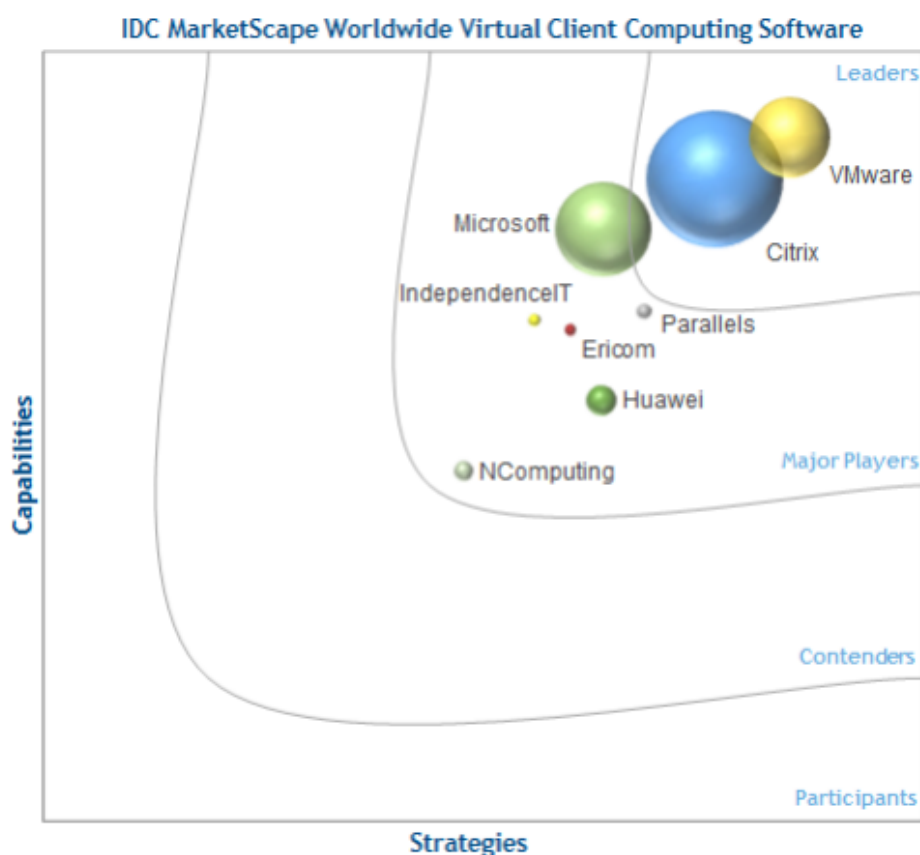 IDC MarketScape Worldwide Virtual Client Computing Software
Leaders
VMware
Microsoft
Citrix
IndependenceIT
Parallels
Ericom
Huawei
Major Players
NComputing
Capabilities
Contenders
Participants
Strategies